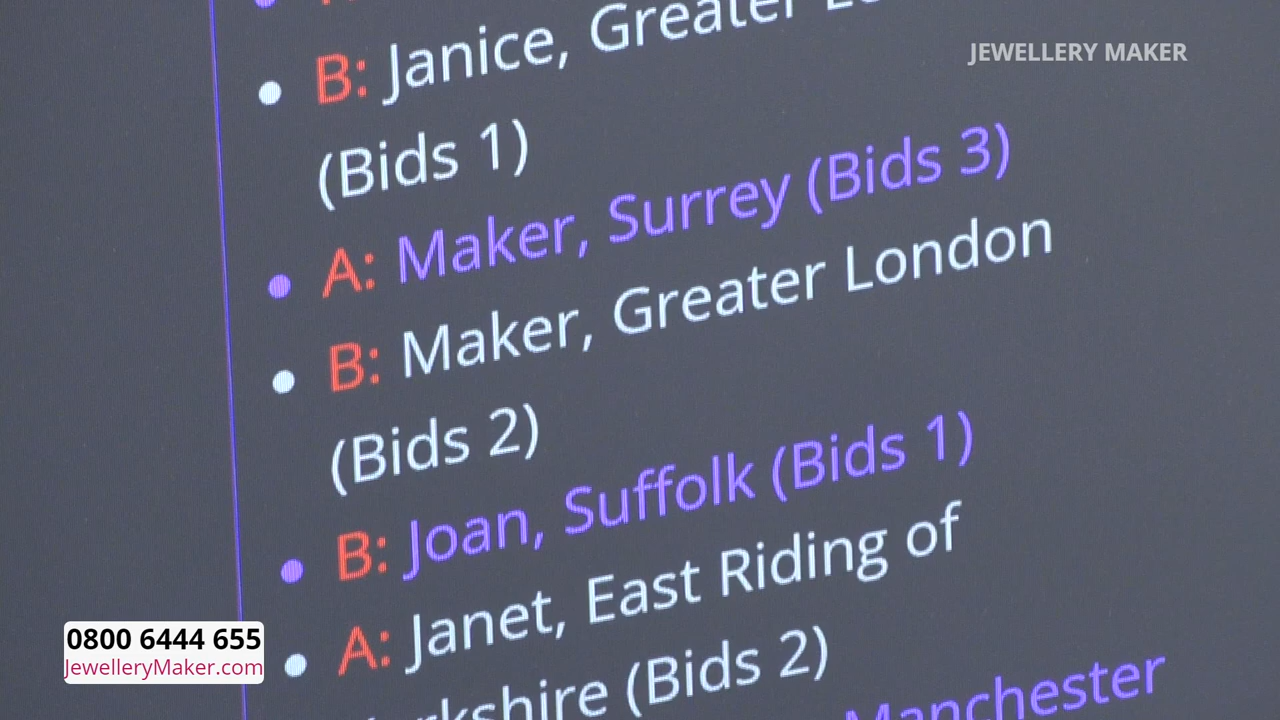 JEWELLERY MAKER
B: Janice, Greater
(Bids 1)
A: Maker, Surrey (Bids 3)
B: Maker, Greater London
(Bids 2)
B: Joan, Suffolk (Bids 1)
A: Janet, East Riding of
(Bids 2)
Manchester
0800 6444 655
JewelleryMaker.com